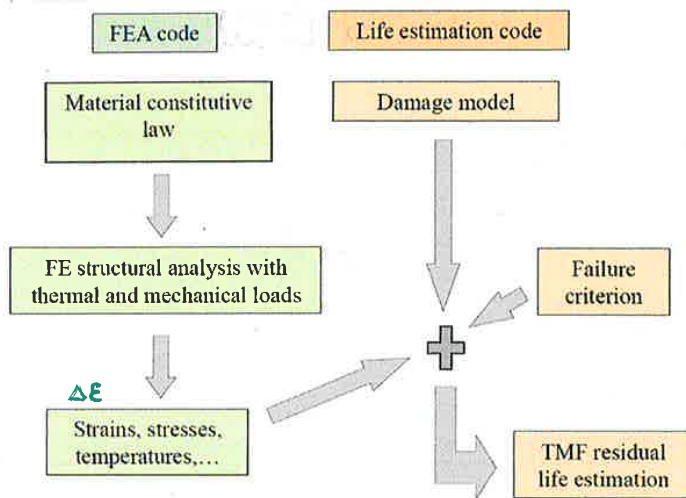 FEA code
Life estimation code
Material constitutive
law
Damage model
FE structural analysis with
thermal and mechanical loads
Failure
criterion
Δε
Strains, stresses,
temperatures,...
TMF residual
life estimation